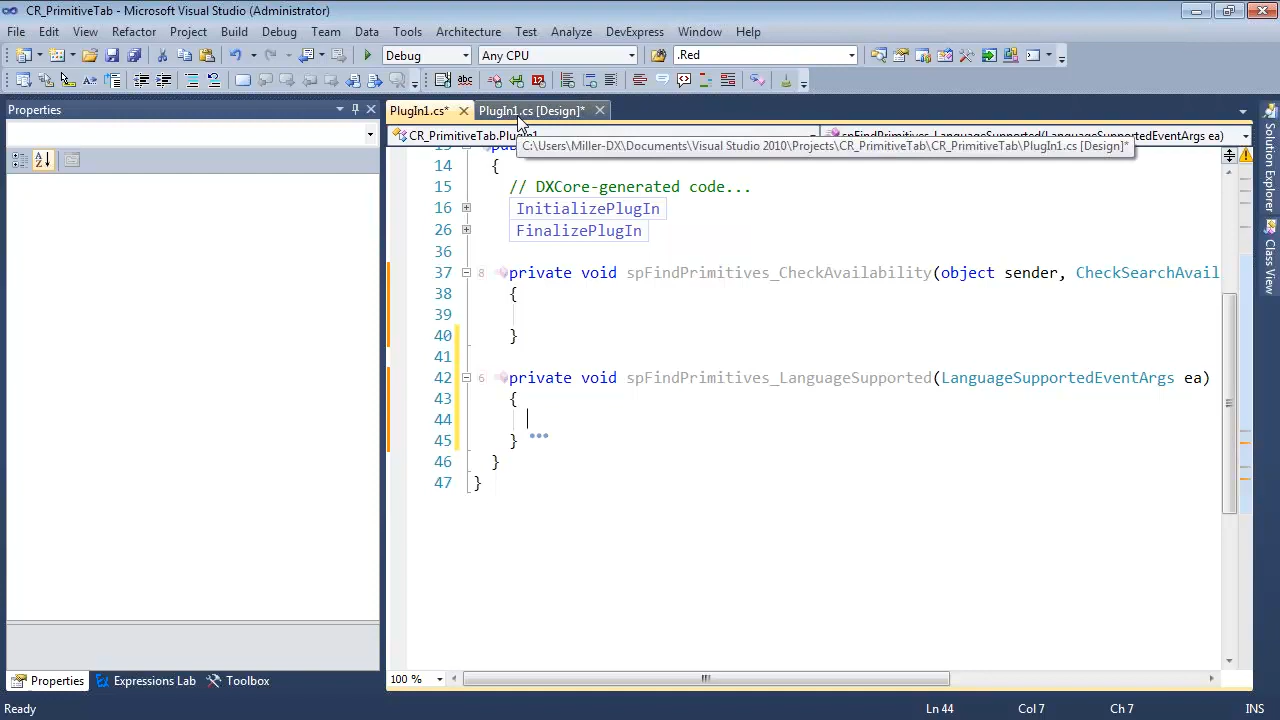 CR_PrimitiveTab - Microsoft Visual Studio (Administrator)
File Edit View Refactor Project Build Debug Team Data Tools Architecture Test Analyze DevExpress Window Help
Debug Any CPU .Red
Properties
PlugIn1.cs* PlugIn1.cs [Design]*
CR_PrimitiveTab.PlugIn1 spFindPrimitives_LanguageSupported(LanguageSupportedEventArgs ea)
C:\Users\Miller-DX\Documents\Visual Studio 2010\Projects\CR_PrimitiveTab\CR_PrimitiveTab\PlugIn1.cs [Design]*
14 {
15 // DXCore-generated code...
16 InitializePlugIn
26 FinalizePlugIn
36
37 8 private void spFindPrimitives_CheckAvailability(object sender, CheckSearchAvail
38 {
39
40 }
41
42 6 private void spFindPrimitives_LanguageSupported(LanguageSupportedEventArgs ea)
43 {
44
45 }
46 }
47 }
Solution Explorer
Class View
100 %
Properties Expressions Lab Toolbox
Ready Ln 44 Col 7 Ch 7 INS